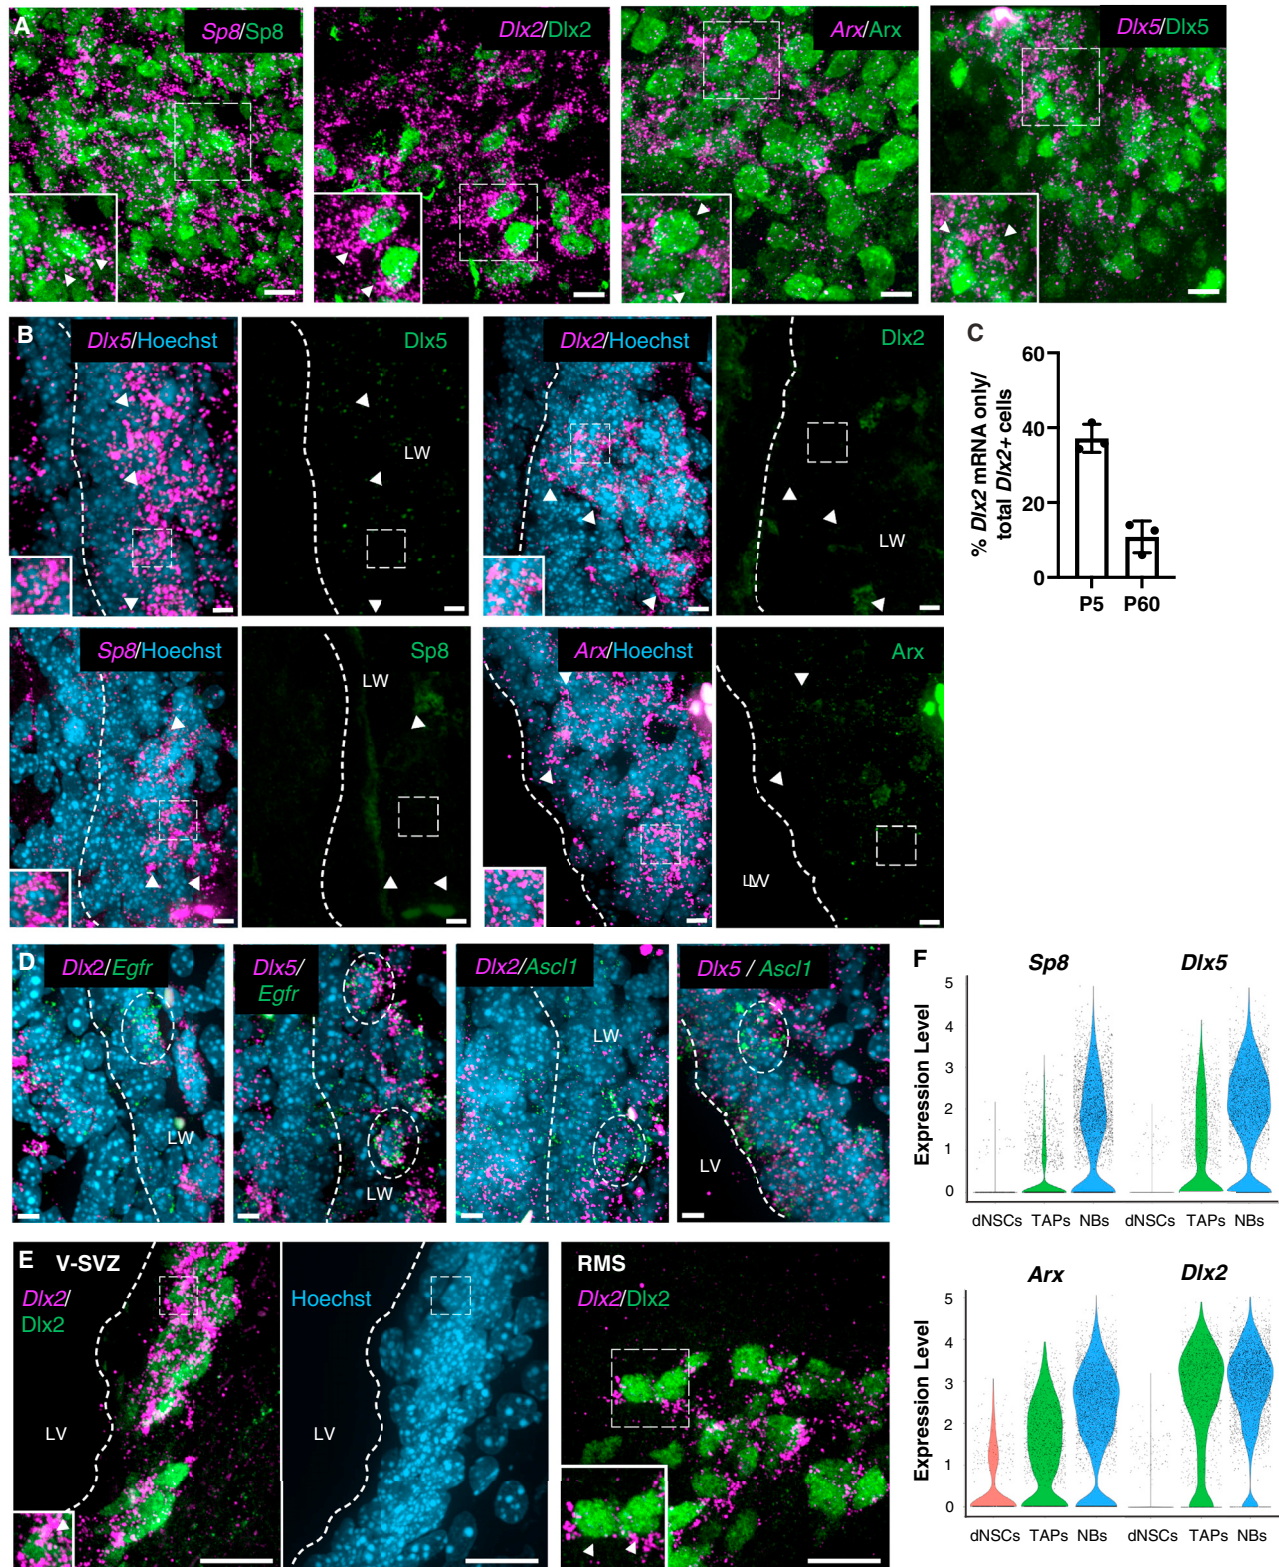 A
Sp8/Sp8
Dlx2/Dlx2
Arx/Arx
Dlx5/Dlx5
B
Dlx5/Hoechst
Dlx5
LW
Dlx2/Hoechst
Dlx2
LW
Sp8/Hoechst
Sp8
LW
Arx/Hoechst
Arx
C
% Dlx2 mRNA only/
total Dlx2+ cells
60
40
20
0
P5
P60
D
Dlx2/Egfr
LW
Dlx5/
Egfr
LW
Dlx2/Ascl1
LW
Dlx5 / Ascl1
LV
E
V-SVZ
Dlx2/
Dlx2
LV
Hoechst
LV
RMS
Dlx2/Dlx2
F
Sp8
Dlx5
Expression Level
5
4
3
2
1
0
dNSCs TAPs NBs dNSCs TAPs NBs
Arx
Dlx2
Expression Level
5
4
3
2
1
0
dNSCs TAPs NBs dNSCs TAPs NBs